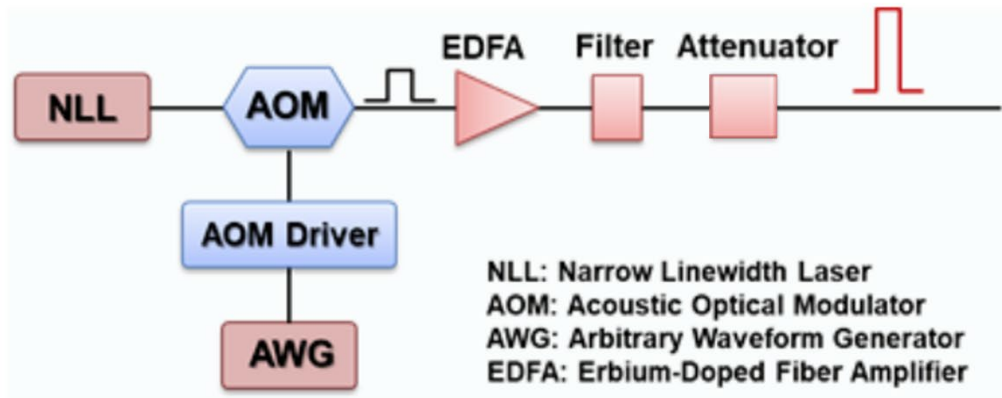 EDFA
Filter
Attenuator
NLL
AOM
AOM Driver
AWG
NLL: Narrow Linewidth Laser
AOM: Acoustic Optical Modulator
AWG: Arbitrary Waveform Generator
EDFA: Erbium-Doped Fiber Amplifier